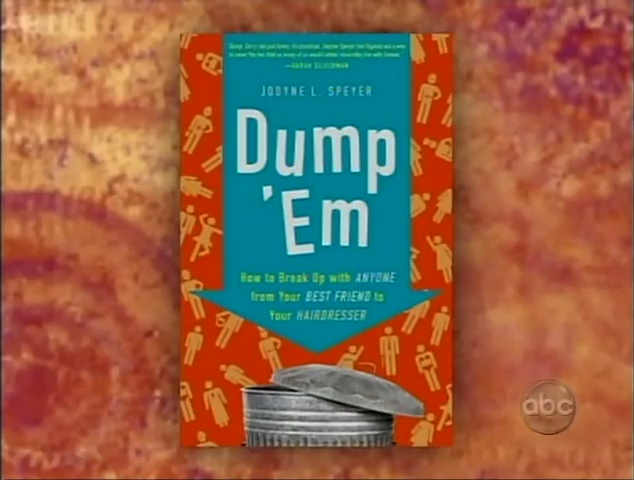 —SARAH SILVERMAN
JODYNE L. SPEYER
Dump
'Em
How to Break Up with ANYONE
from Your BEST FRIEND to
Your HAIRDRESSER
abc